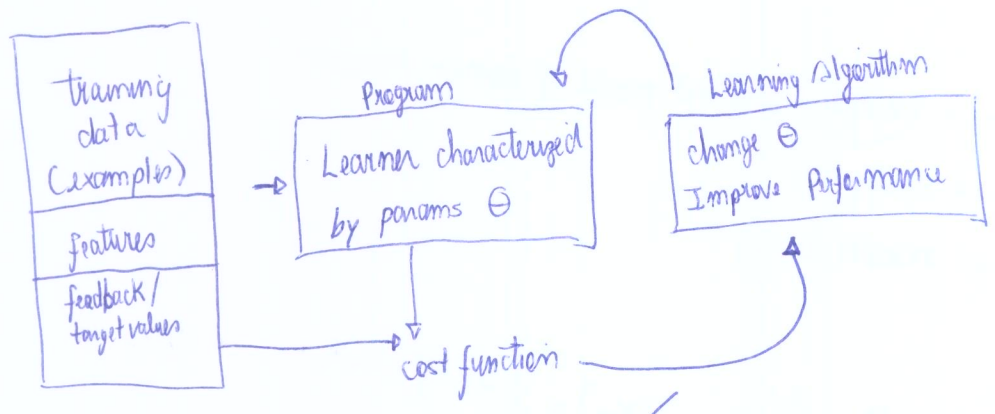 training
data
(examples)
features
feedback/
target values
Program
Learner characterized
by params Θ
cost function
Learning Algorithm
change Θ
Improve Performance